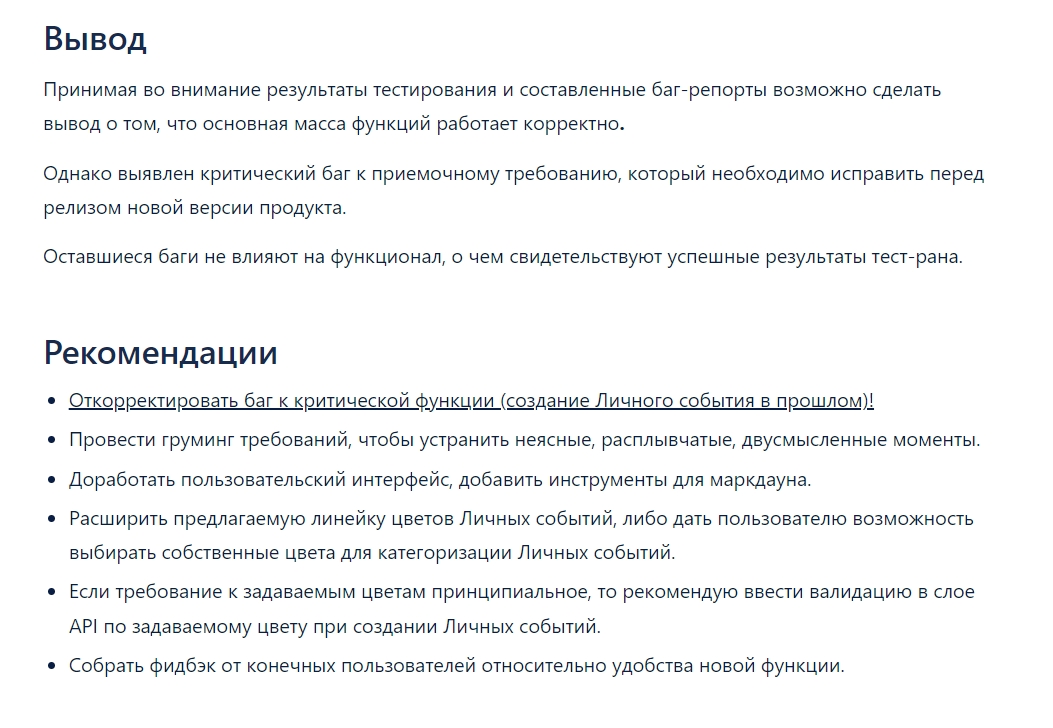 Вывод
Принимая во внимание результаты тестирования и составленные баг-репорты возможно сделать
вывод о том, что основная масса функций работает корректно.
Однако выявлен критический баг к приемочному требованию, который необходимо исправить перед
релизом новой версии продукта.
Оставшиеся баги не влияют на функционал, о чем свидетельствуют успешные результаты тест-рана.
Рекомендации
• Откорректировать баг к критической функции (создание Личного события в прошлом)!
• Провести груминг требований, чтобы устранить неясные, расплывчатые, двусмысленные моменты.
• Доработать пользовательский интерфейс, добавить инструменты для маркдауна.
• Расширить предлагаемую линейку цветов Личных событий, либо дать пользователю возможность
выбирать собственные цвета для категоризации Личных событий.
• Если требование к задаваемым цветам принципиальное, то рекомендую ввести валидацию в слое
API по задаваемому цвету при создании Личных событий.
• Собрать фидбэк от конечных пользователей относительно удобства новой функции.